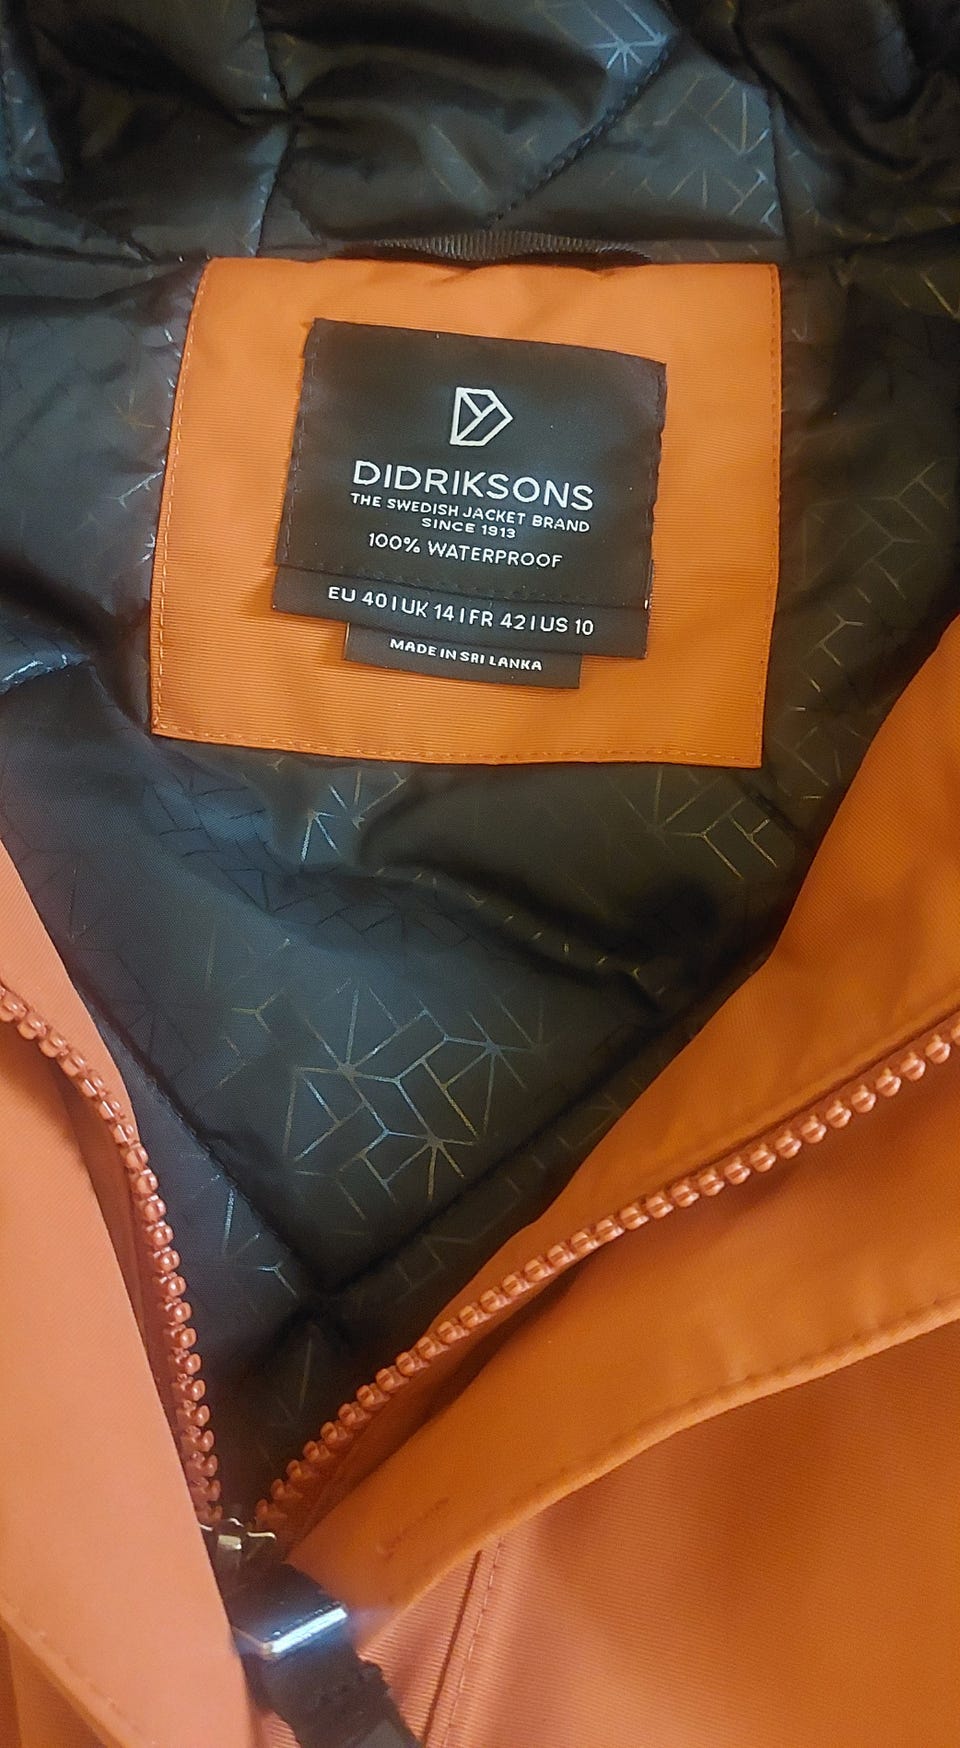 DIDRIKSONS
THE SWEDISH JACKET BRAND
SINCE 1913
100% WATERPROOF
EU 40 | UK 14 | FR 42 | US 10
MADE IN SRI LANKA